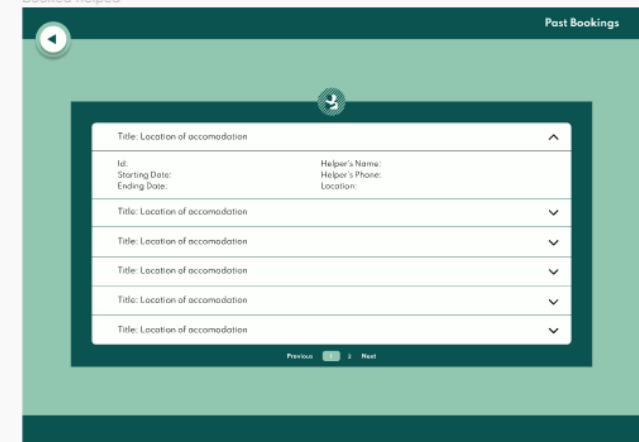 Booked helped
Past Bookings
Title: Location of accomodation
Id:
Starting Date:
Ending Date:
Helper's Name:
Helper's Phone:
Location:
Title: Location of accomodation
Title: Location of accomodation
Title: Location of accomodation
Title: Location of accomodation
Title: Location of accomodation
Previous 1 2 Next